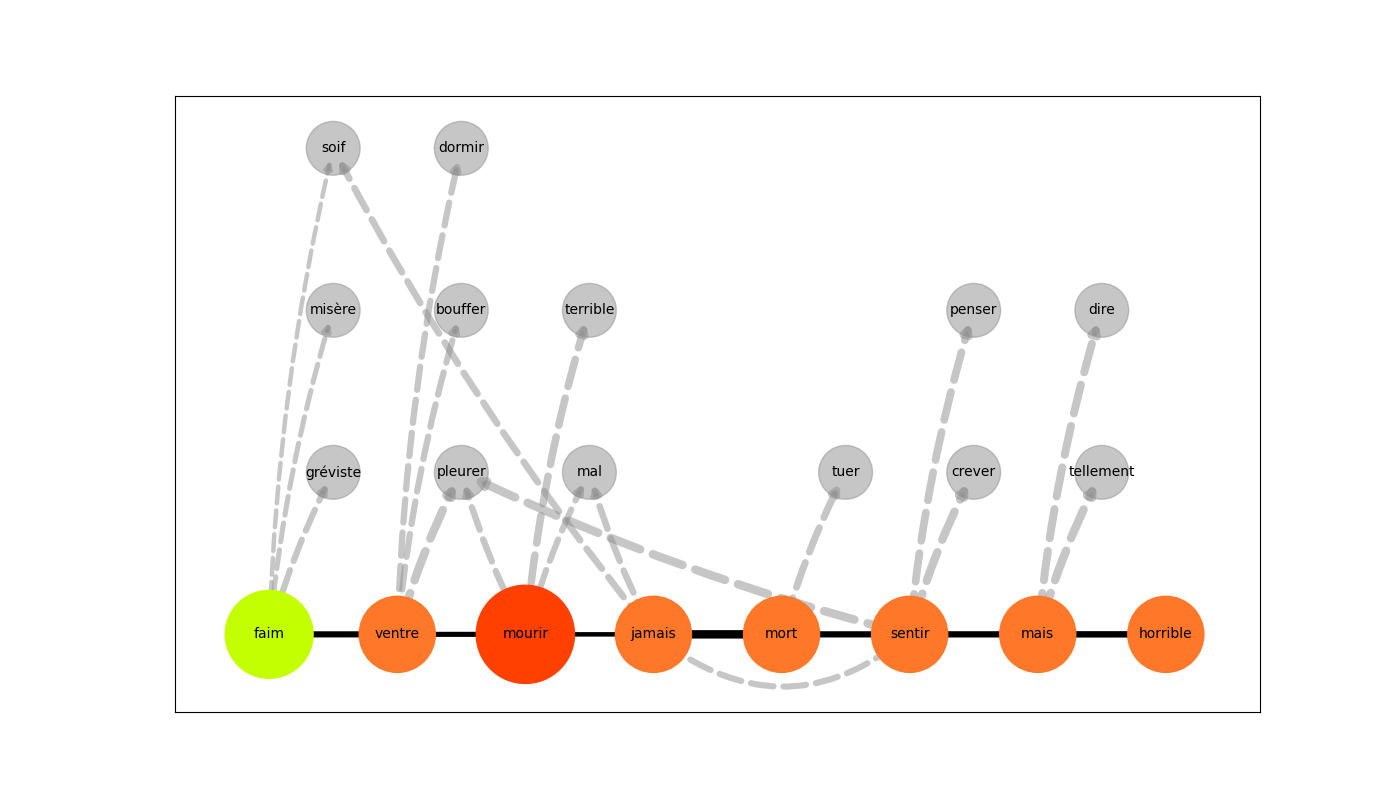 soif dormir
misère bouffer terrible penser dire
gréviste pleurer mal tuer crever tellement
faim ventre mourir jamais mort sentir mais horrible